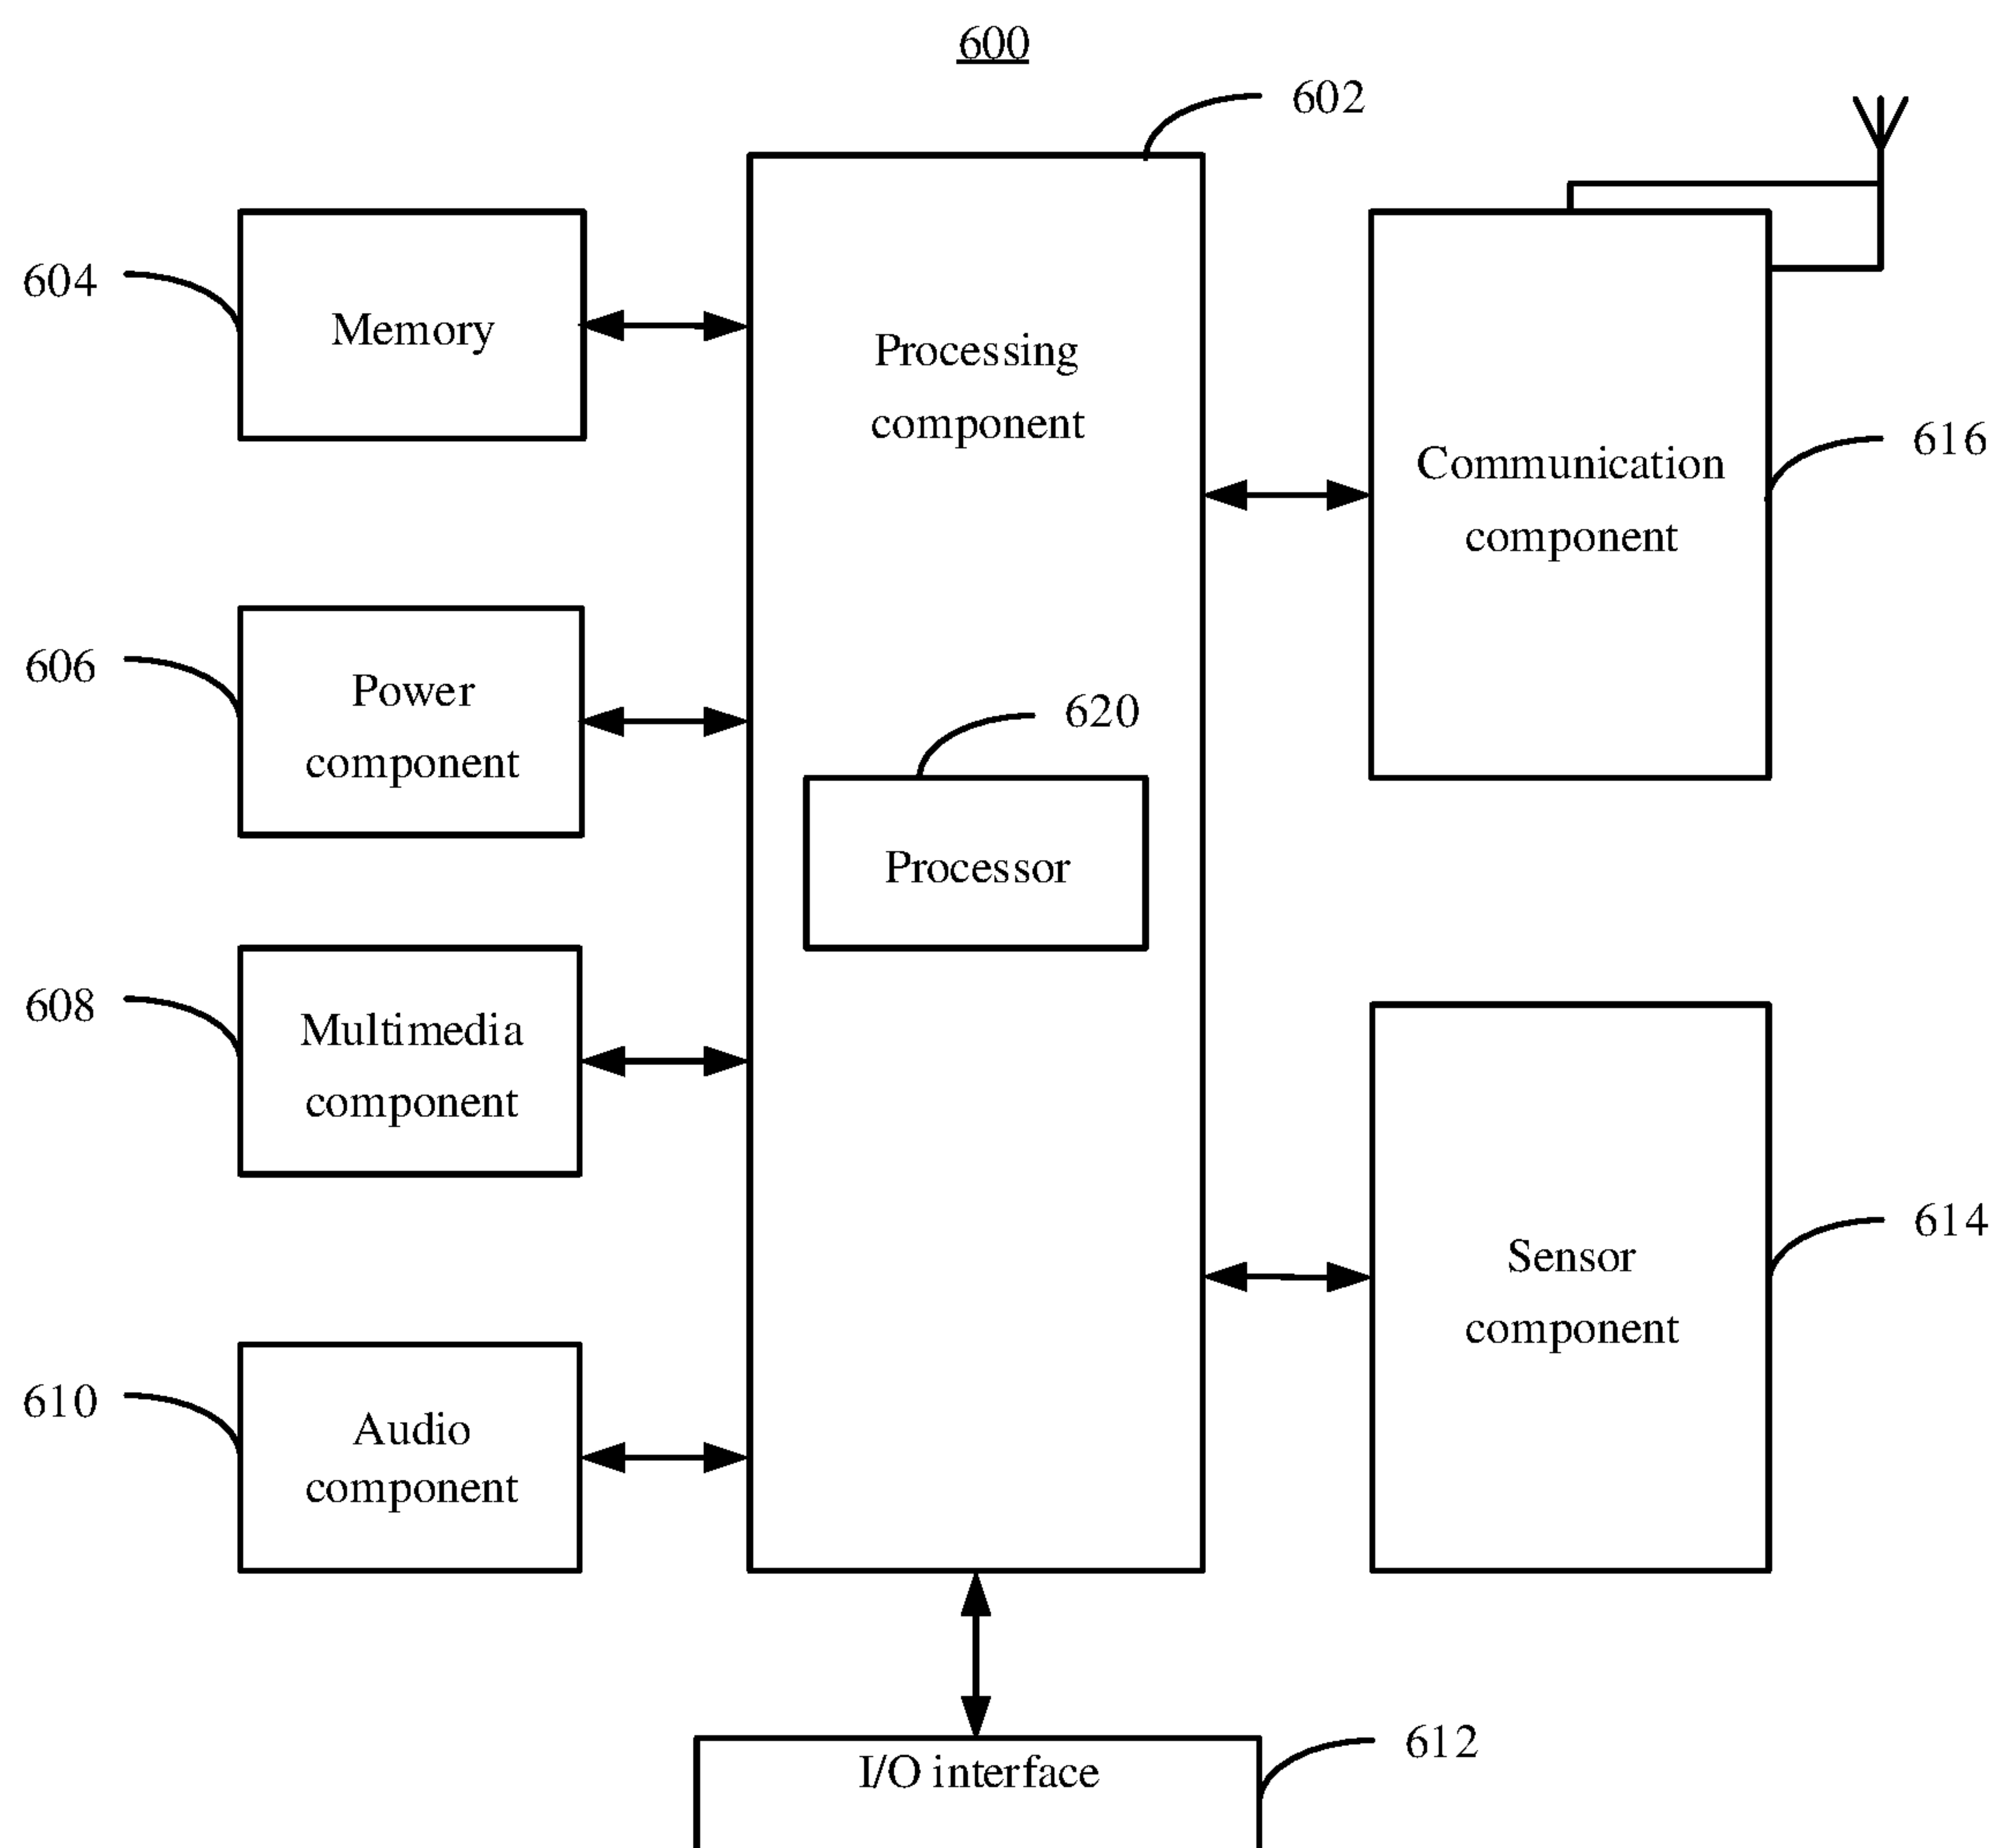 600
602
604
Memory
Processing
component
Communication
component
616
606
Power
component
620
Processor
608
Multimedia
component
Sensor
component
614
610
Audio
component
I/O interface
612